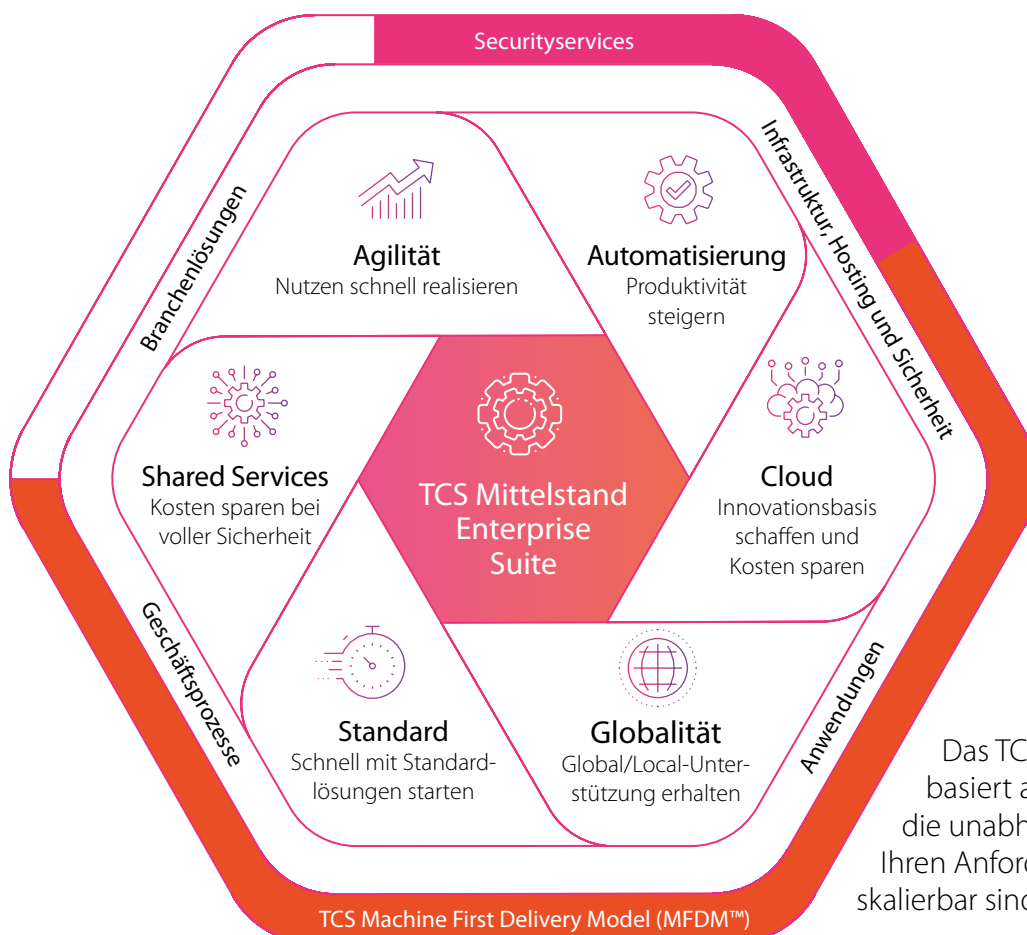 Securityservices
Branchenlösungen
Infrastruktur, Hosting und Sicherheit
Agilität
Nutzen schnell realisieren
Automatisierung
Produktivität
steigern
Shared Services
Kosten sparen bei
voller Sicherheit
TCS Mittelstand
Enterprise
Suite
Cloud
Innovationsbasis
schaffen und
Kosten sparen
Geschäftsprozesse
Standard
Schnell mit Standard-
lösungen starten
Globalität
Global/Local-Unter-
stützung erhalten
Anwendungen
Das TC
basiert a
die unabh
Ihren Anforc
skalierbar sind
TCS Machine First Delivery Model (MFDM™)